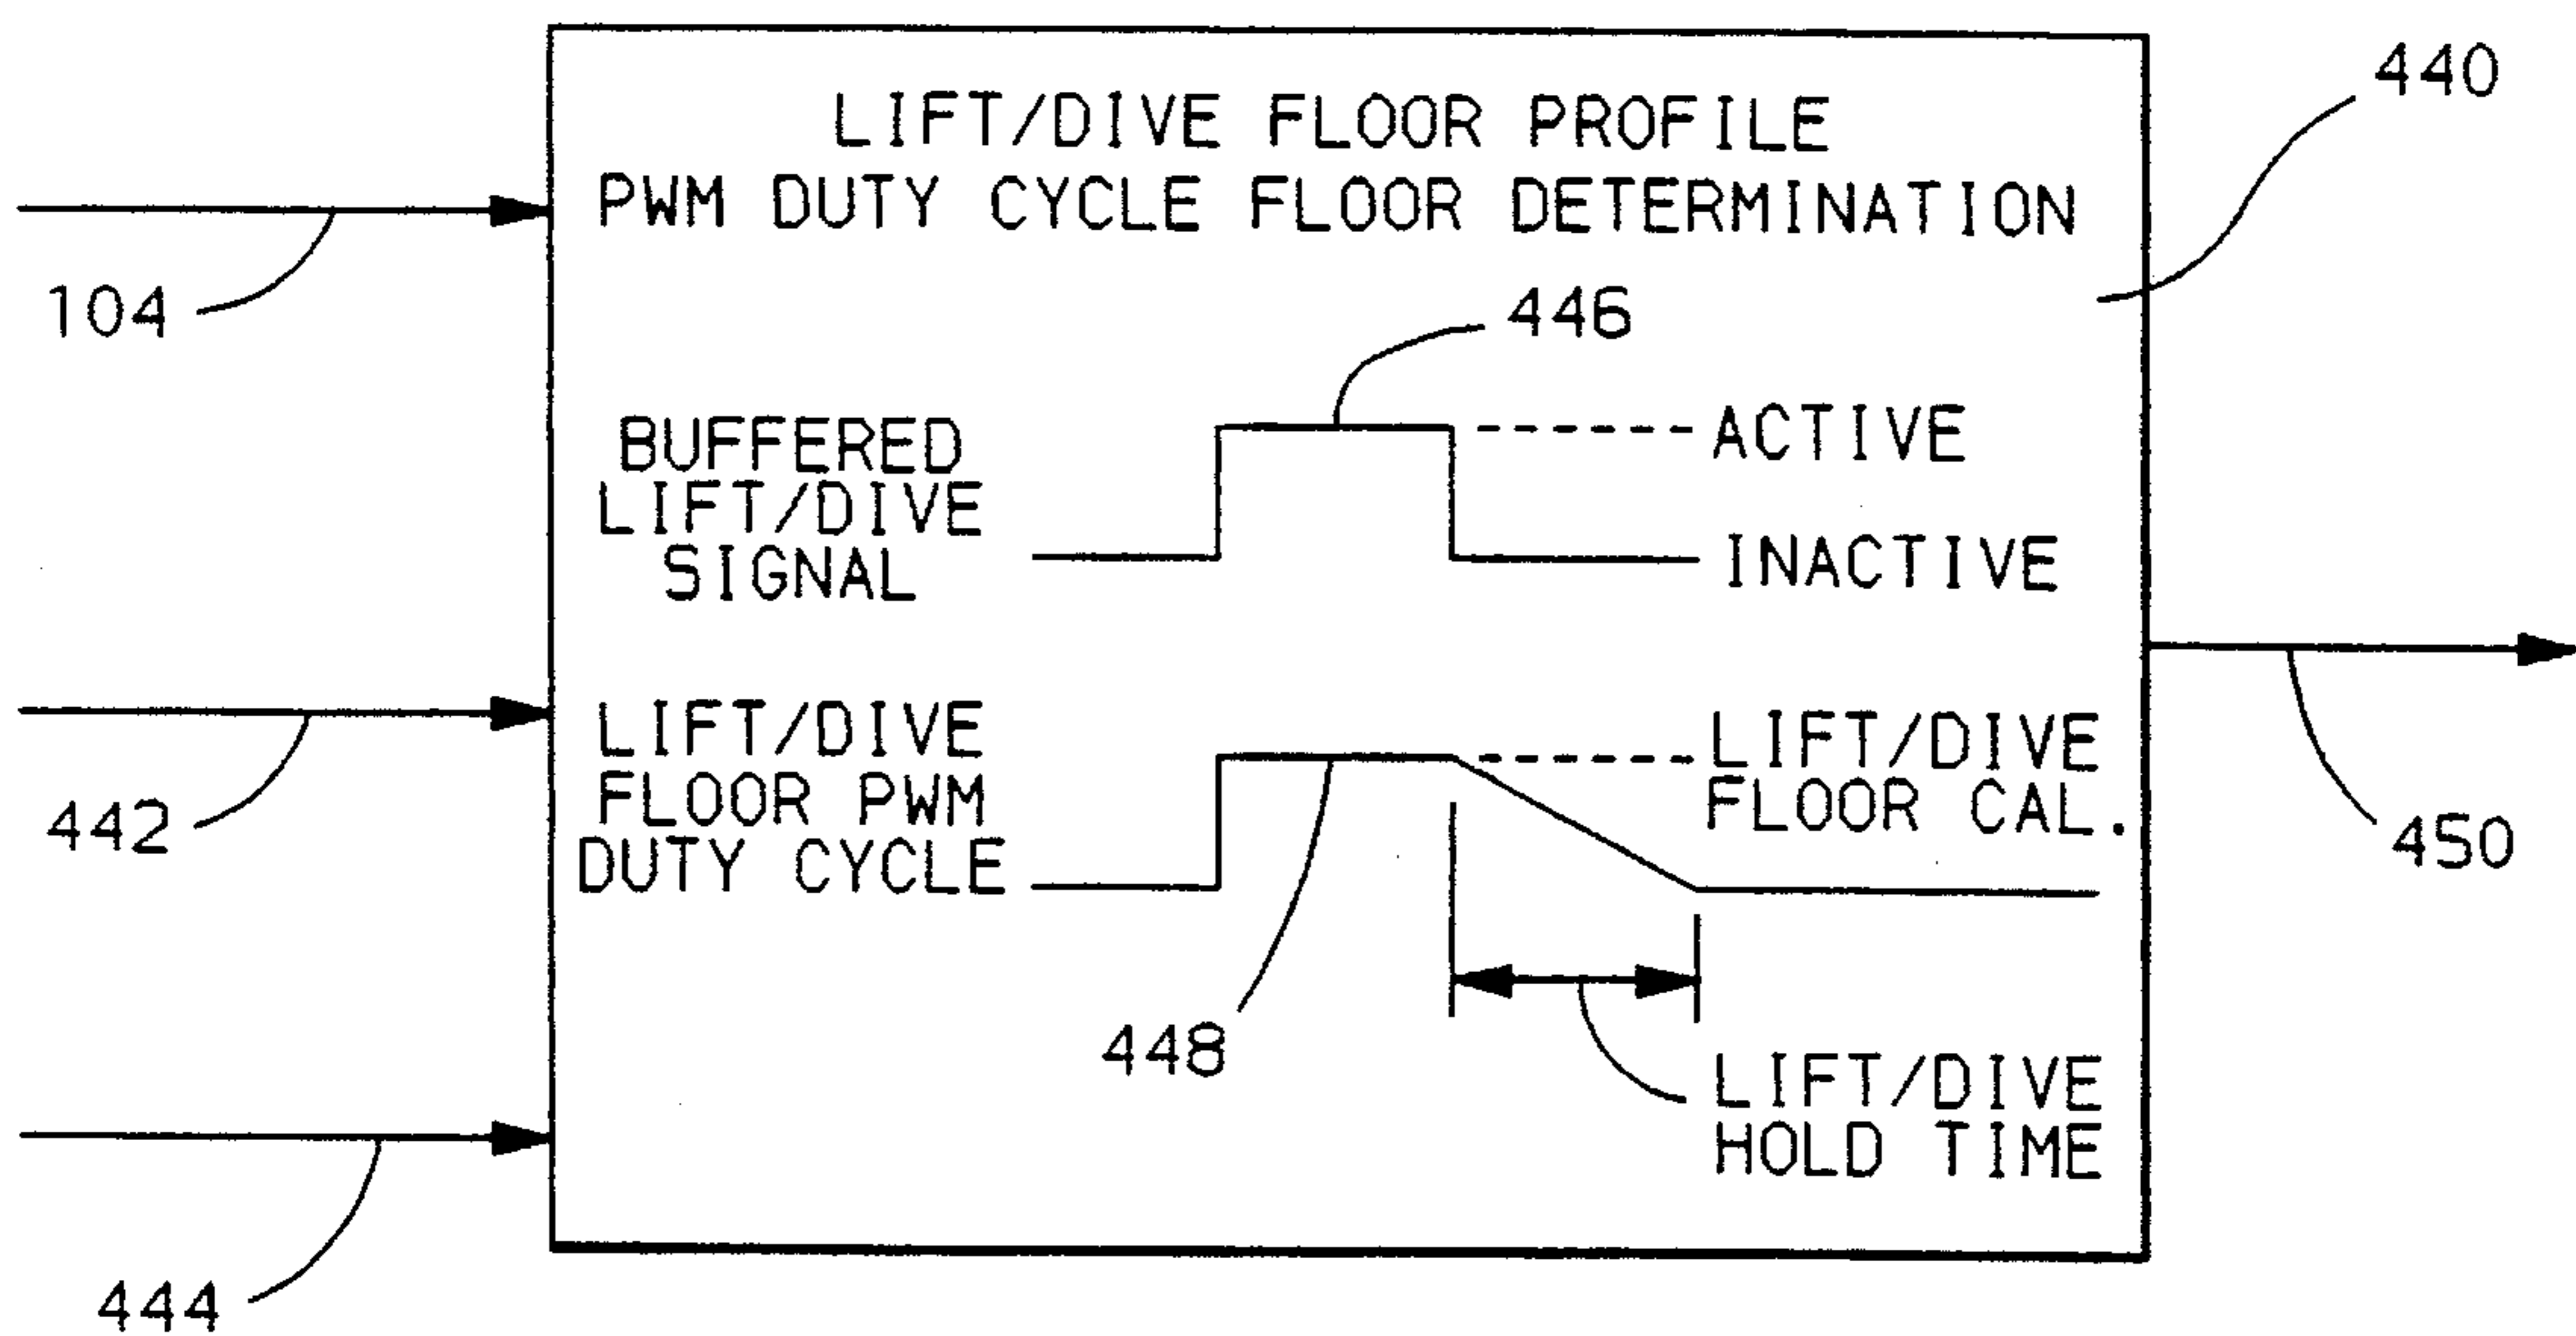 440
LIFT/DIVE FLOOR PROFILE
PWM DUTY CYCLE FLOOR DETERMINATION
104
446
BUFFERED
LIFT/DIVE
SIGNAL
ACTIVE
INACTIVE
442
LIFT/DIVE
FLOOR PWM
DUTY CYCLE
LIFT/DIVE
FLOOR CAL.
450
448
LIFT/DIVE
HOLD TIME
444